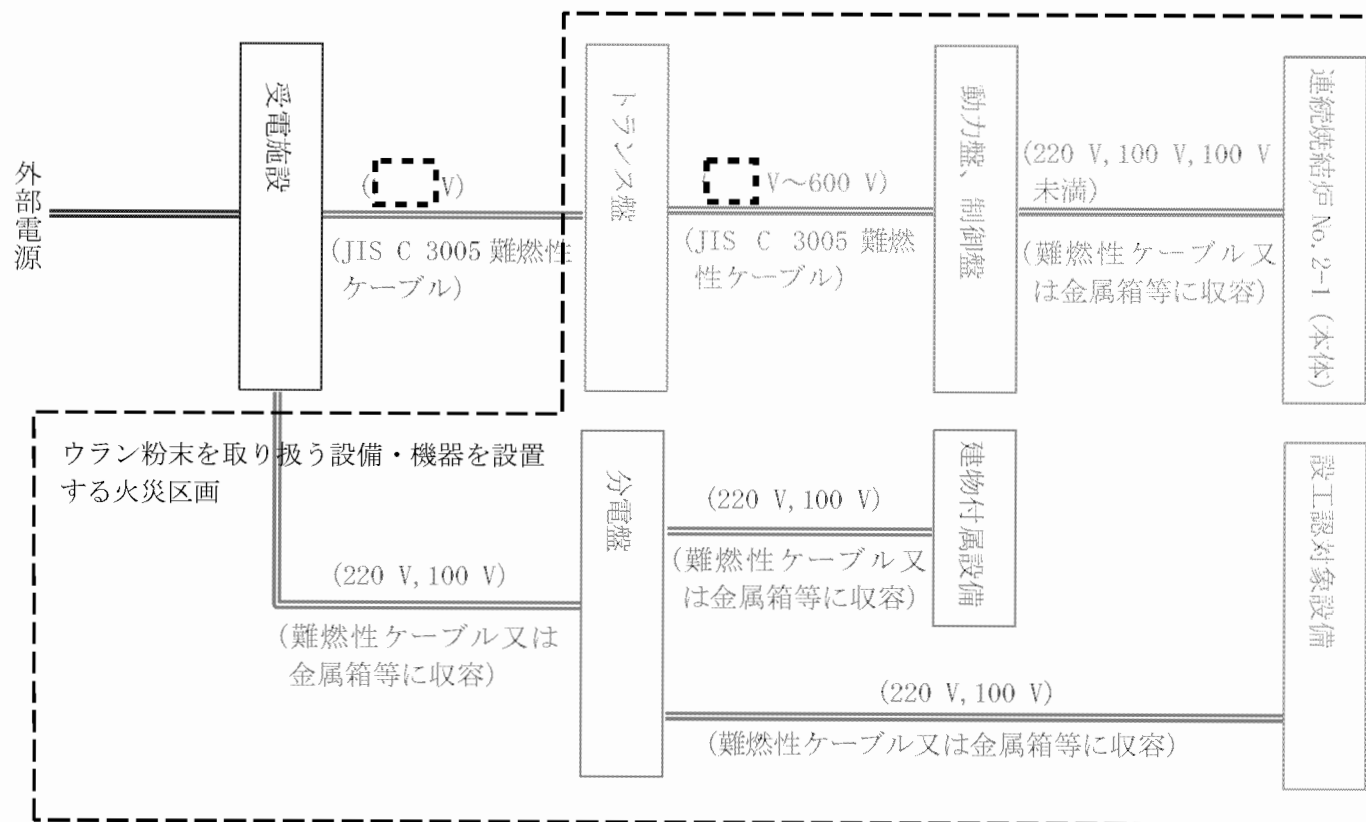 外部電源
受電施設
(　V)
(JIS C 3005 難燃性
ケーブル)
トランス盤
(　V～600 V)
(JIS C 3005 難燃
性ケーブル)
動力盤、制御盤
(220 V, 100 V, 100 V
未満)
(難燃性ケーブル又
は金属箱等に収容)
連続焼結炉 No. 2-1 (本体)
ウラン粉末を取り扱う設備・機器を設置
する火災区画
(220 V, 100 V)
(難燃性ケーブル又は
金属箱等に収容)
分電盤
(220 V, 100 V)
(難燃性ケーブル又
は金属箱等に収容)
建物付属設備
(220 V, 100 V)
(難燃性ケーブル又は金属箱等に収容)
設工認対象設備